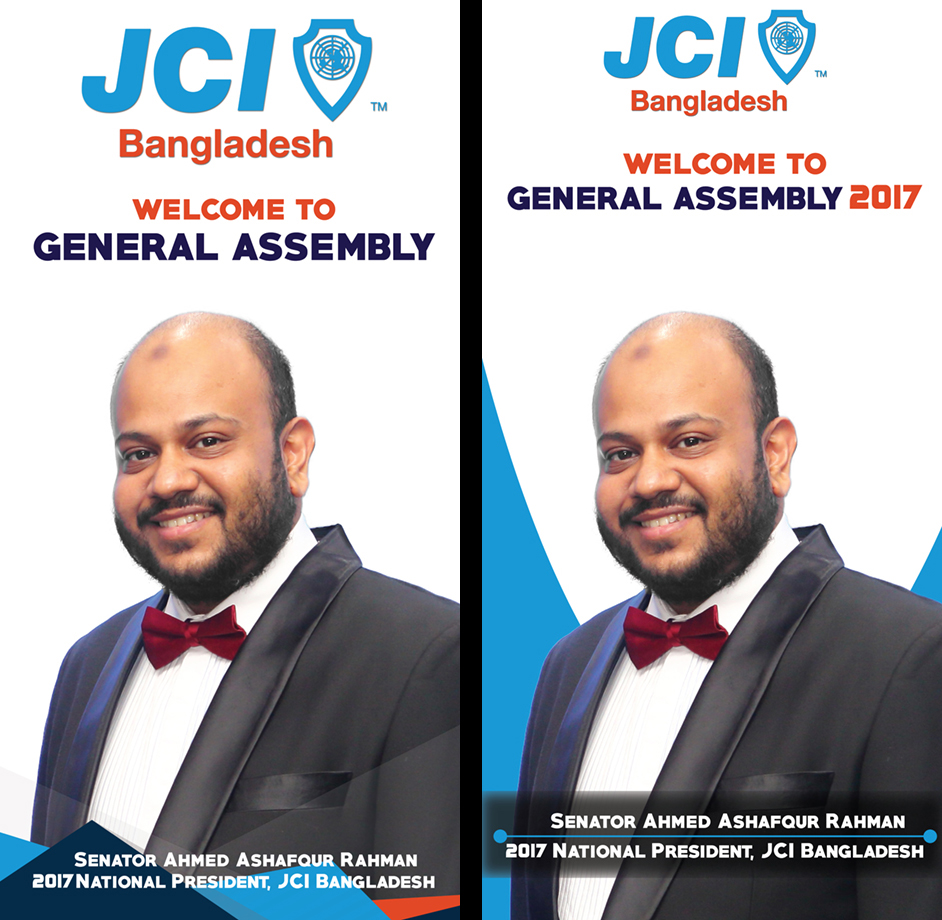 JCI
TM
Bangladesh
WELCOME TO
GENERAL ASSEMBLY
SENATOR AHMED ASHAFQUR RAHMAN
2017 NATIONAL PRESIDENT, JCI BANGLADESH
JCI
TM
Bangladesh
WELCOME TO
GENERAL ASSEMBLY 2017
SENATOR AHMED ASHAFQUR RAHMAN
2017 NATIONAL PRESIDENT, JCI BANGLADESH